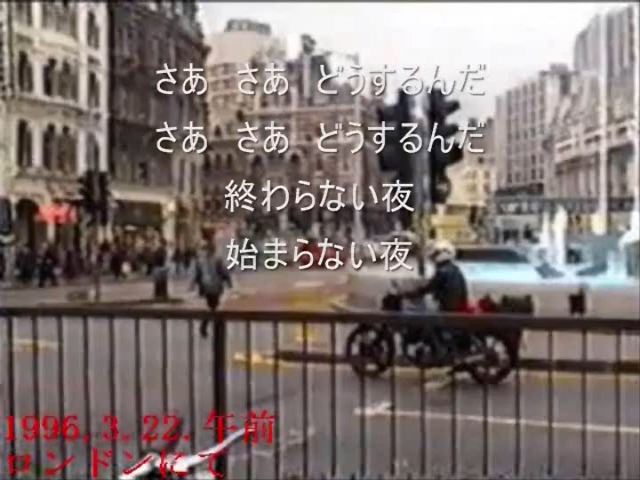 さあ　さあ　どうするんだ
さあ　さあ　どうするんだ
終わらない夜
始まらない夜
1996.3.22.午前
ロンドンにて